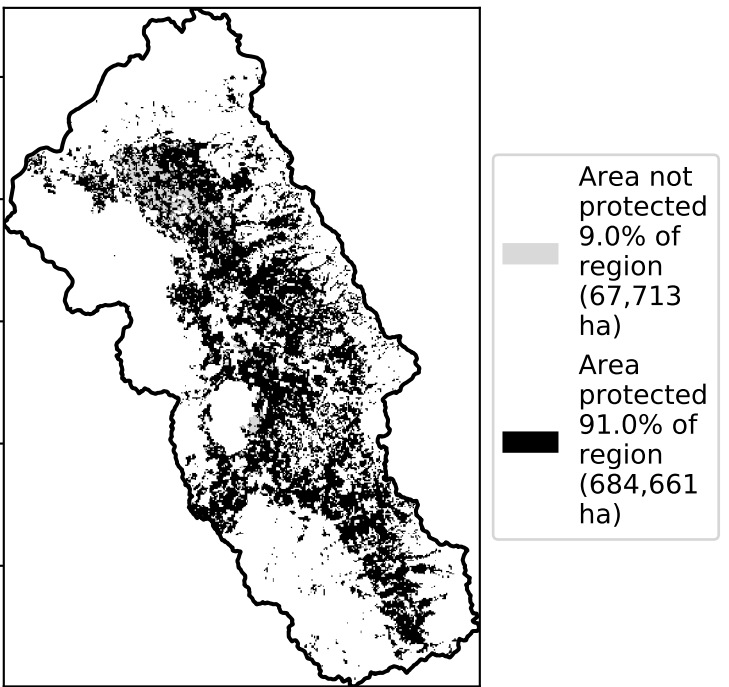 Area not
protected
9.0% of
region
(67,713
ha)
Area
protected
91.0% of
region
(684,661
ha)